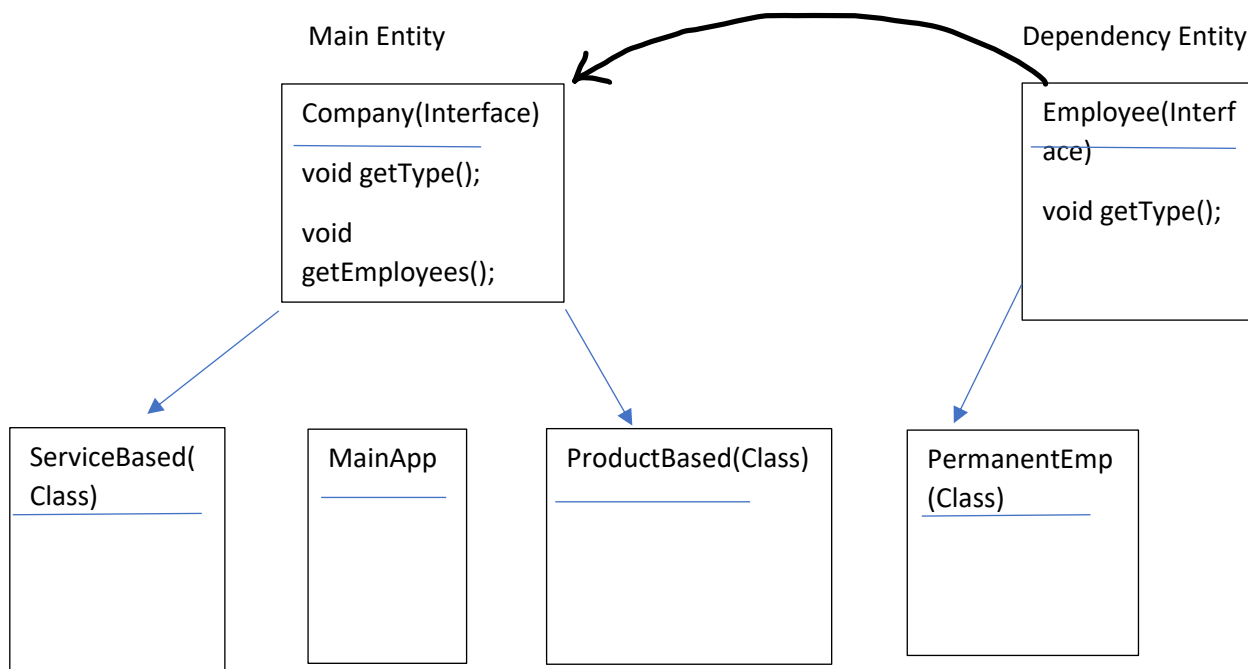 Main Entity
Dependency Entity
Company(Interface)
void getType();
void
getEmployees();
Employee(Interf
ace)
void getType();
ServiceBased(
Class)
MainApp
ProductBased(Class)
PermanentEmp
(Class)